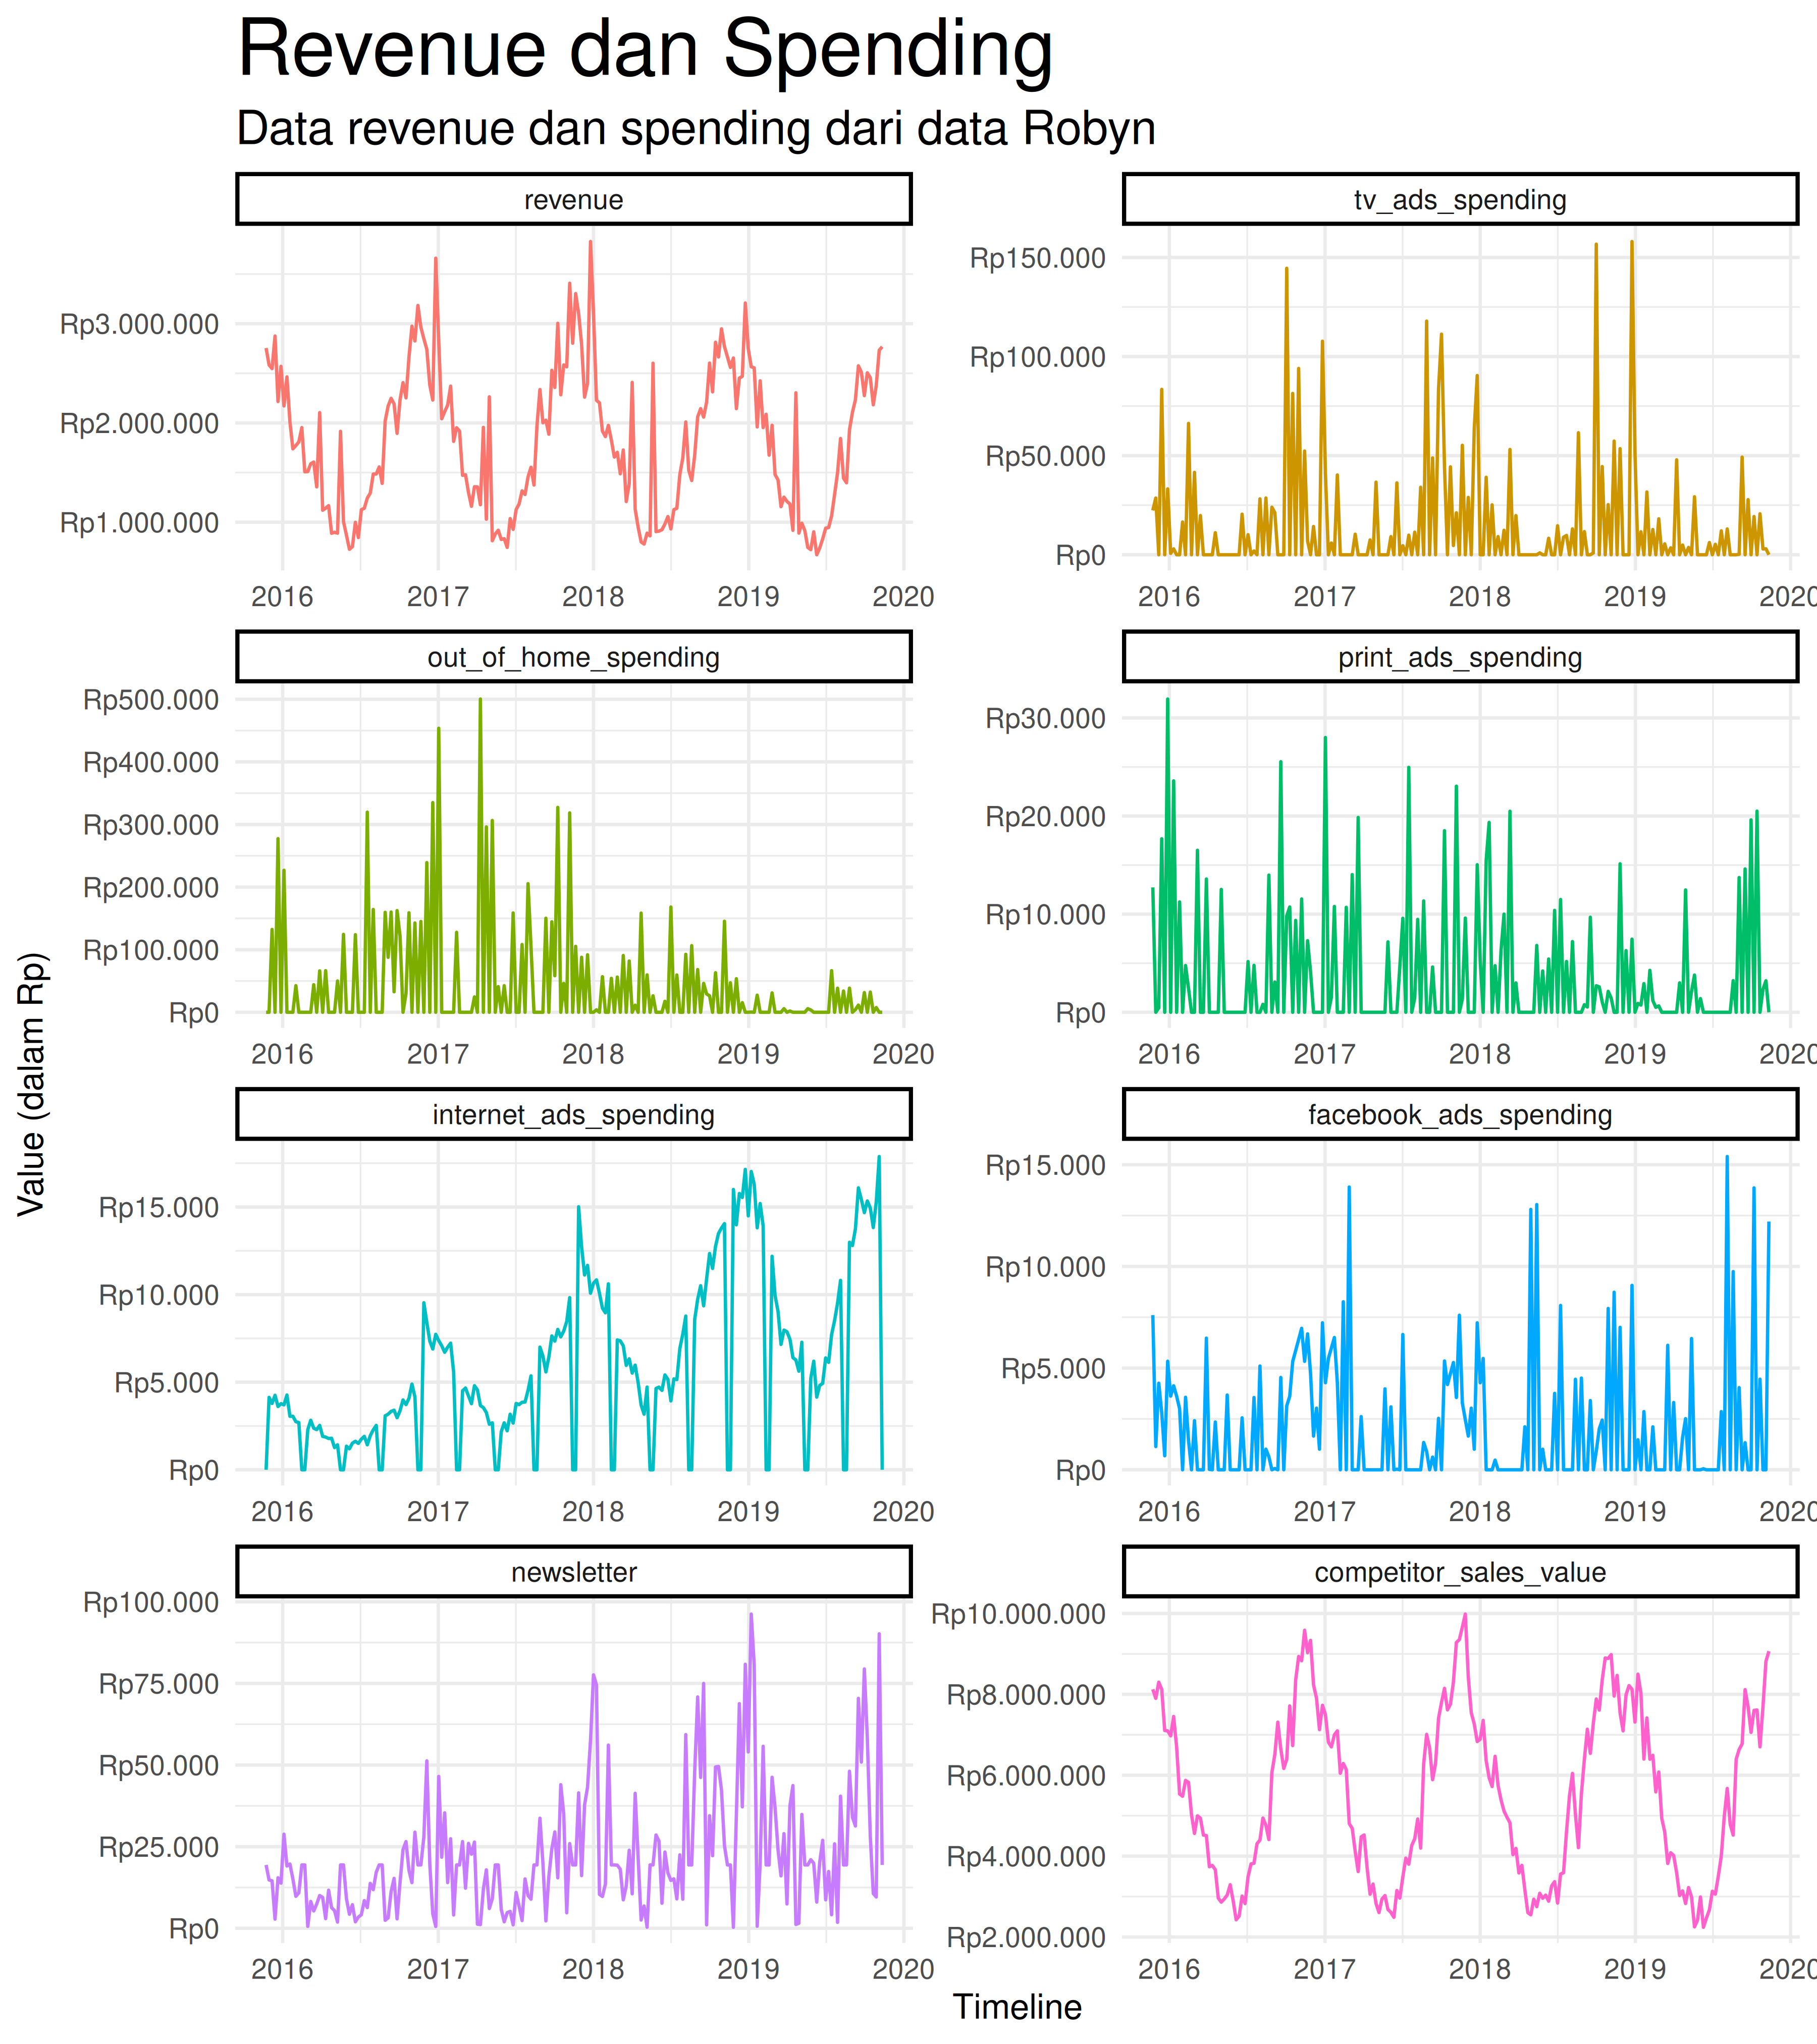 Revenue dan Spending
Data revenue dan spending dari data Robyn
Value (dalam Rp)
revenue
Rp3.000.000
Rp2.000.000
Rp1.000.000
2016 2017 2018 2019 2020
tv_ads_spending
Rp150.000
Rp100.000
Rp50.000
Rp0
2016 2017 2018 2019 2020
out_of_home_spending
Rp500.000
Rp400.000
Rp300.000
Rp200.000
Rp100.000
Rp0
2016 2017 2018 2019 2020
print_ads_spending
Rp30.000
Rp20.000
Rp10.000
Rp0
2016 2017 2018 2019 2020
internet_ads_spending
Rp15.000
Rp10.000
Rp5.000
Rp0
2016 2017 2018 2019 2020
facebook_ads_spending
Rp15.000
Rp10.000
Rp5.000
Rp0
2016 2017 2018 2019 2020
newsletter
Rp100.000
Rp75.000
Rp50.000
Rp25.000
Rp0
2016 2017 2018 2019 2020
competitor_sales_value
Rp10.000.000
Rp8.000.000
Rp6.000.000
Rp4.000.000
Rp2.000.000
2016 2017 2018 2019 2020
Timeline